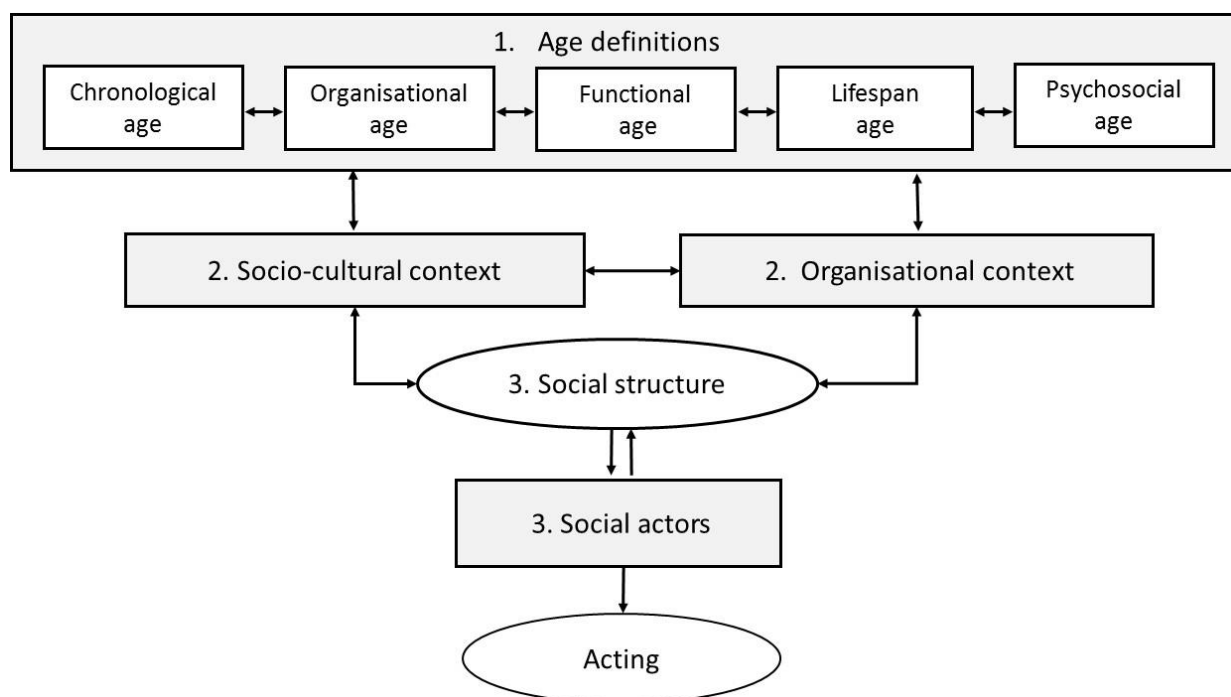 1. Age definitions
Chronological
age
Organisational
age
Functional
age
Lifespan
age
Psychosocial
age
2. Socio-cultural context
2. Organisational context
3. Social structure
3. Social actors
Acting